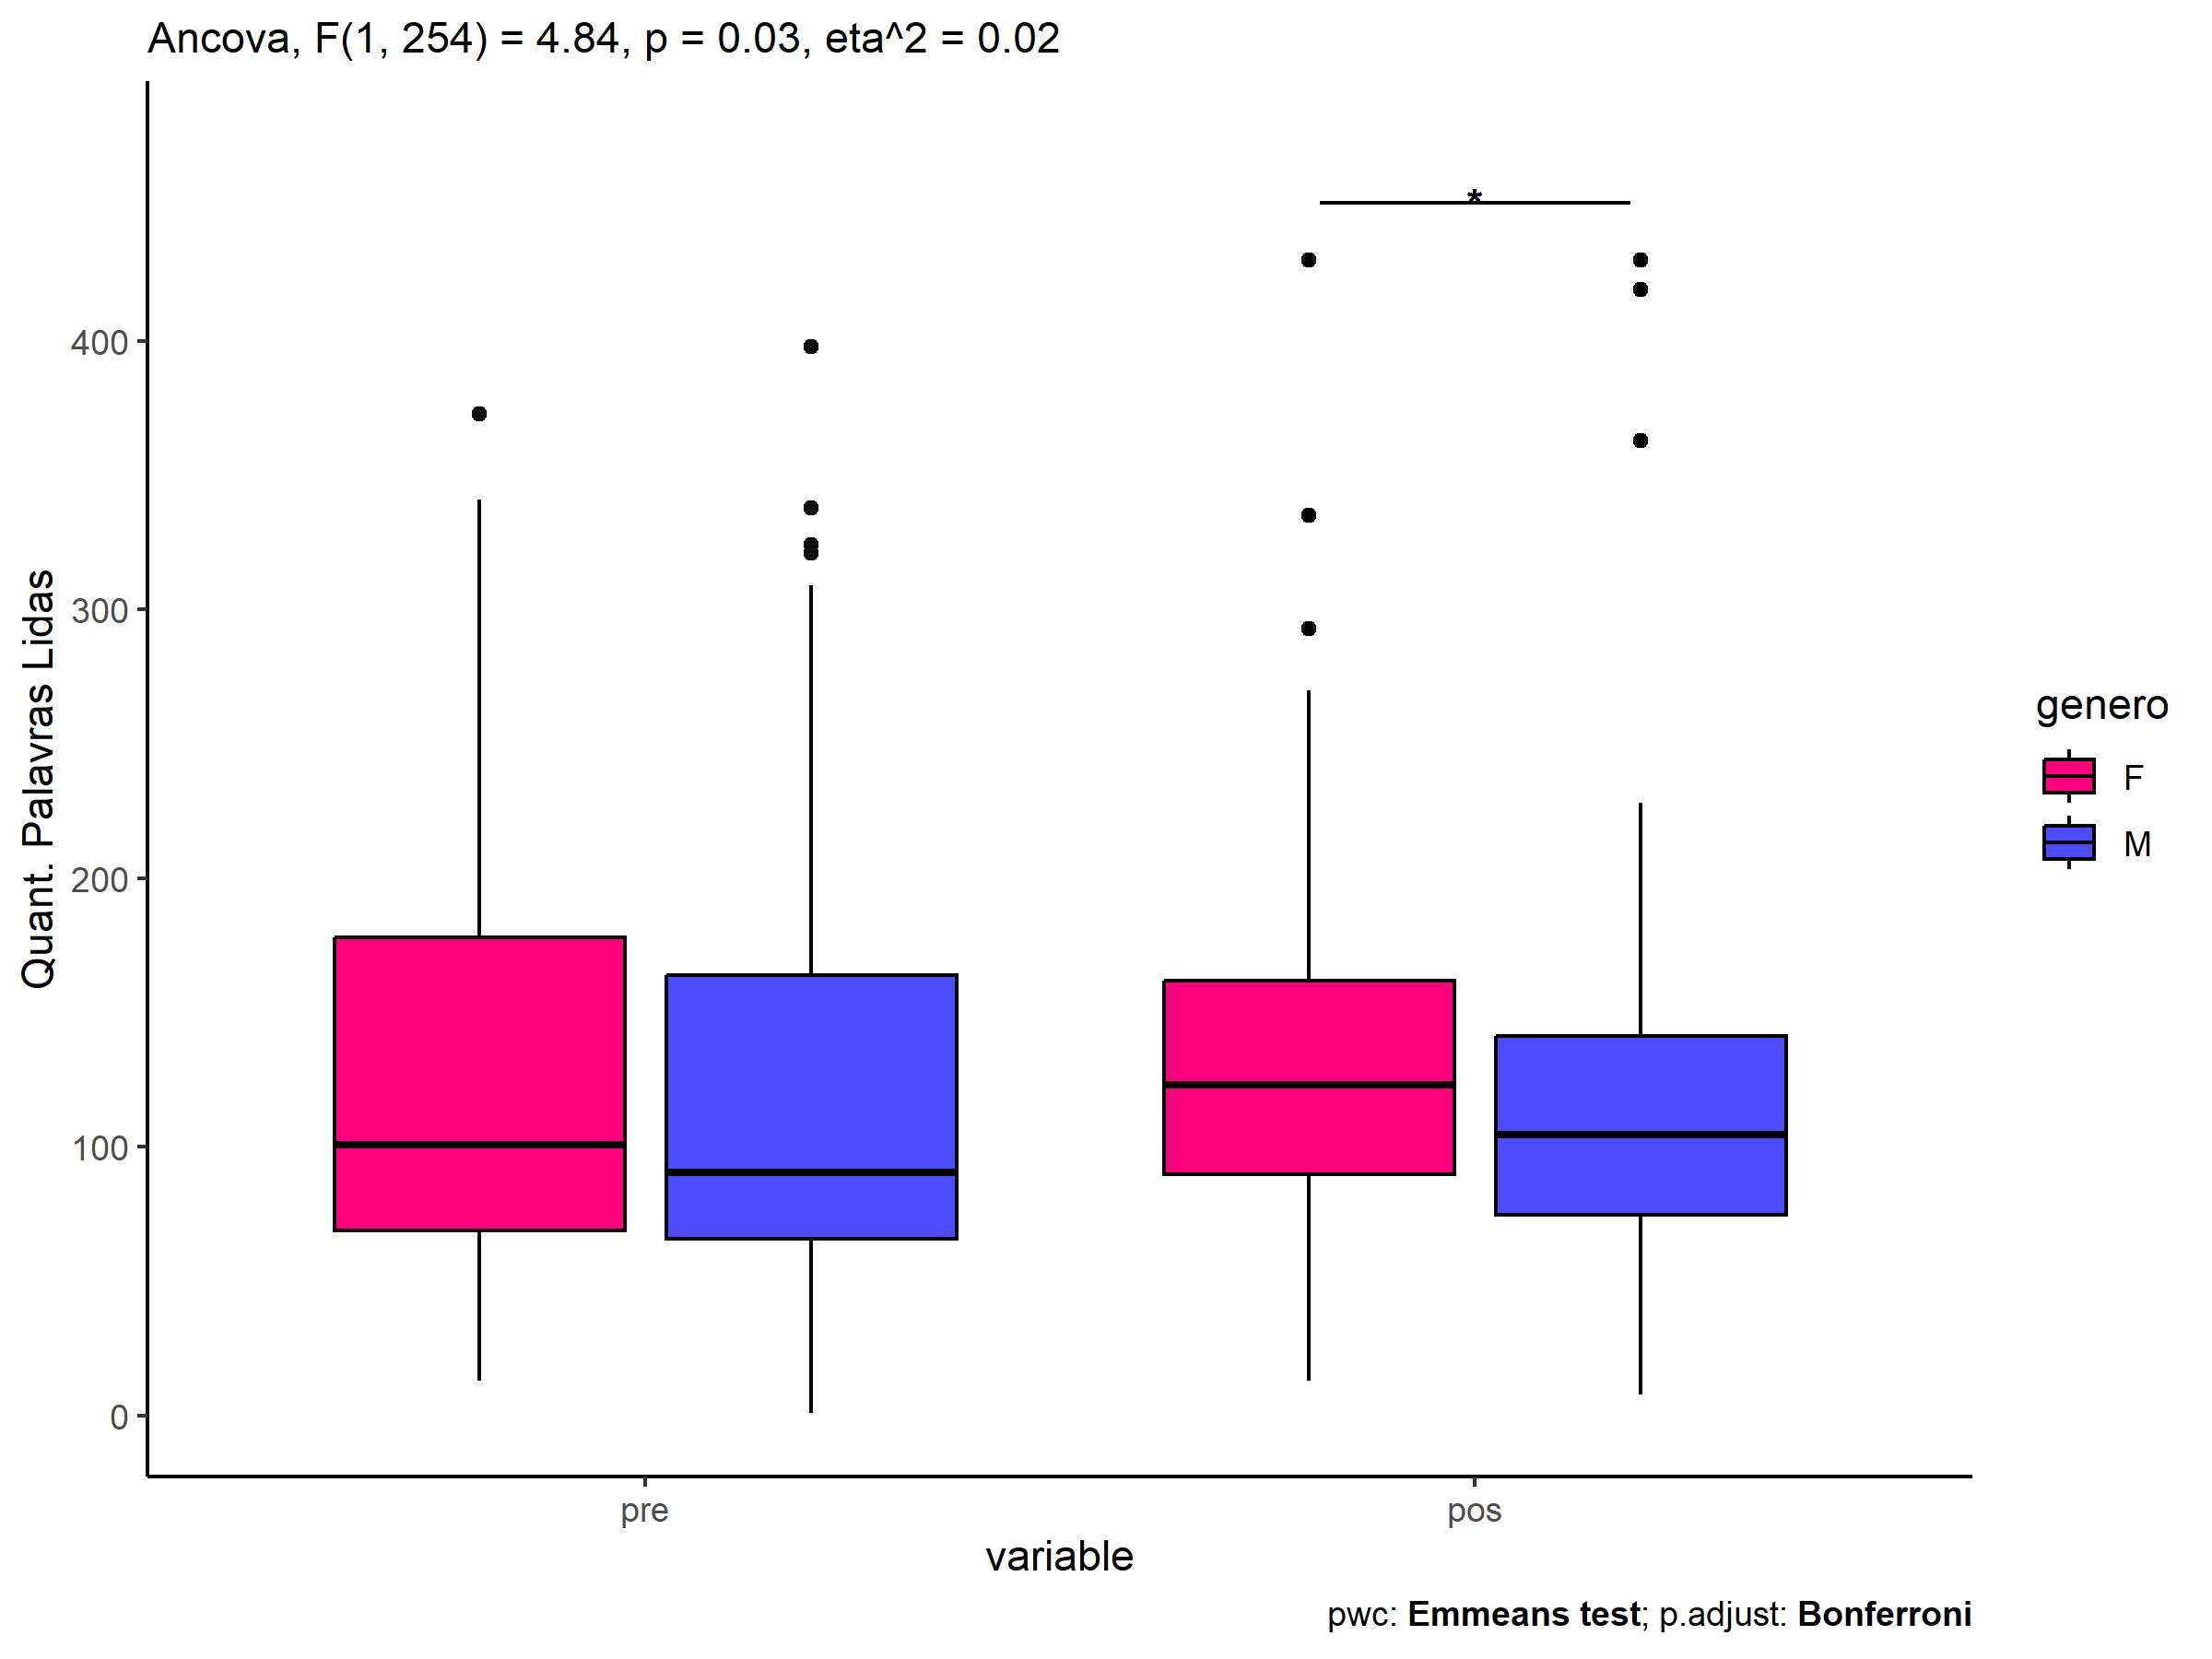 Ancova, F(1, 254) = 4.84, p = 0.03, eta^2 = 0.02
*
Quant. Palavras Lidas
400
300
200
100
0
pre
pos
variable
genero
F
M
pwc: Emmeans test; p.adjust: Bonferroni